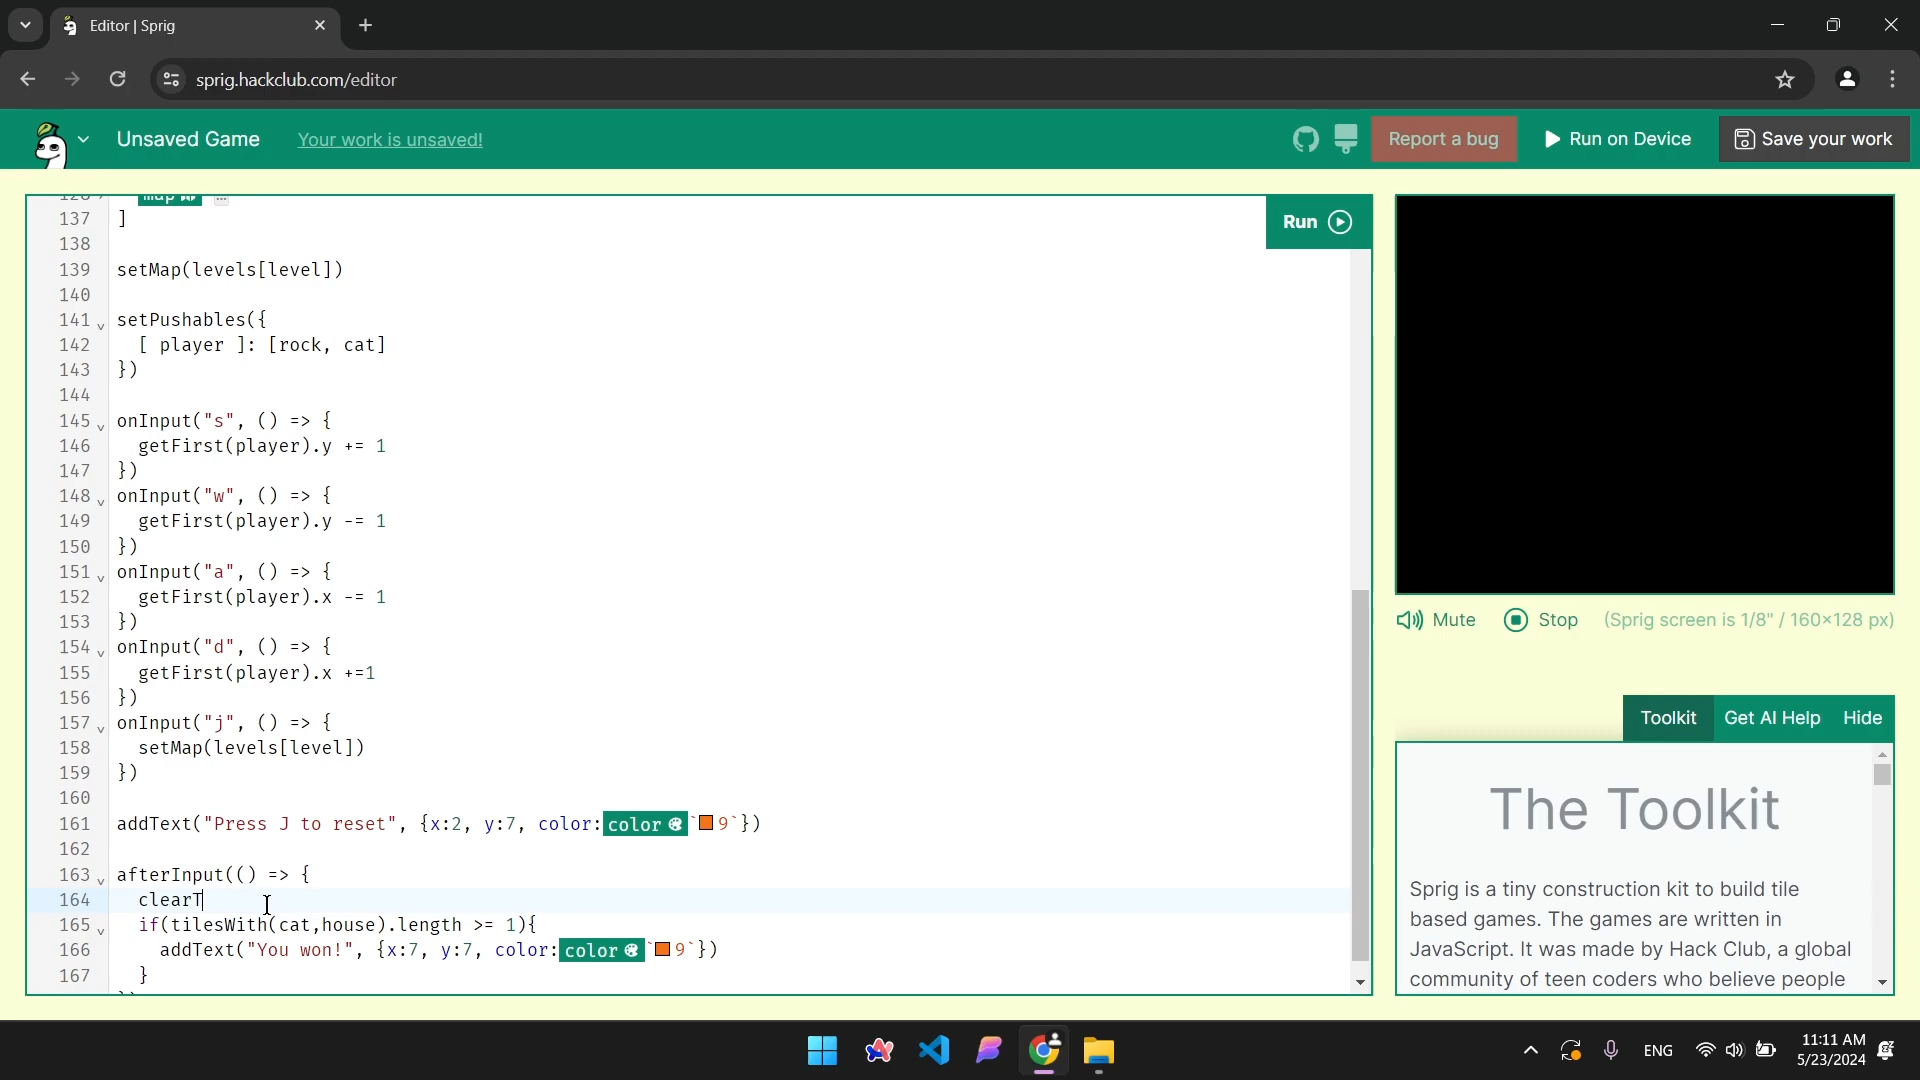 Editor | Sprig
sprig.hackclub.com/editor
Unsaved Game
Your work is unsaved!
Report a bug
Run on Device
Save your work
Run
map
137 ]
138
139 setMap(levels[level])
140
141 setPushables({
142 [ player ]: [rock, cat]
143 })
144
145 onInput("s", () => {
146 getFirst(player).y += 1
147 })
148 onInput("w", () => {
149 getFirst(player).y -= 1
150 })
151 onInput("a", () => {
152 getFirst(player).x -= 1
153 })
154 onInput("d", () => {
155 getFirst(player).x +=1
156 })
157 onInput("j", () => {
158 setMap(levels[level])
159 })
160
161 addText("Press J to reset", {x:2, y:7, color:color`9`})
162
163 afterInput(() => {
164 clearT
165 if(tilesWith(cat,house).length >= 1){
166 addText("You won!", {x:7, y:7, color:color`9`})
167 }
Mute
Stop
(Sprig screen is 1/8" / 160×128 px)
Toolkit
Get AI Help
Hide
The Toolkit
Sprig is a tiny construction kit to build tile
based games. The games are written in
JavaScript. It was made by Hack Club, a global
community of teen coders who believe people
ENG
11:11 AM
5/23/2024